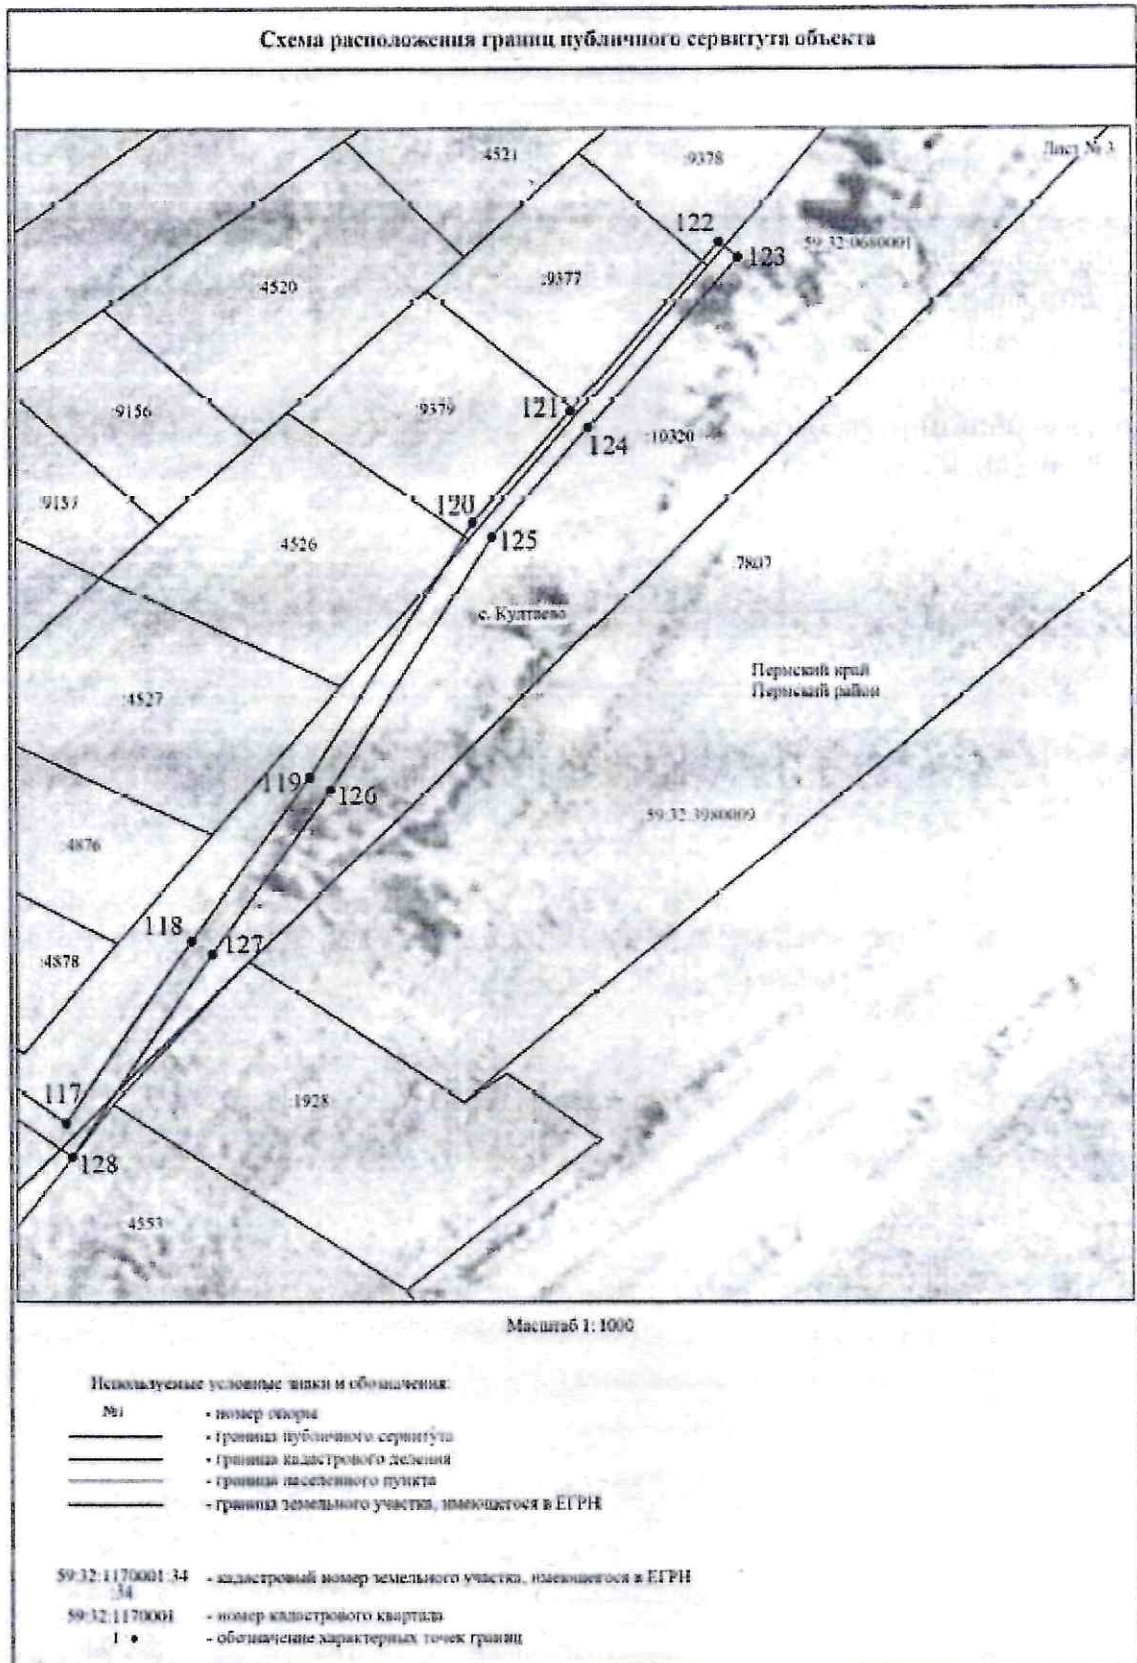 Схема расположения границ публичного сервитута объекта
Лист № 3
:4521
:9378
122
59:32:0680001
123
:4520
:9377
:9156
:9379
121
124
:10320
:9157
120
125
:4526
:7807
с. Култаево
Пермский край
Пермский район
:4527
119
126
59:32:3980009
:4876
118
127
:4878
117
:1928
128
:4553
Масштаб 1:1000
Используемые условные знаки и обозначения:
№1 - номер опоры
- граница публичного сервитута
- граница кадастрового деления
- граница населенного пункта
- граница земельного участка, имеющегося в ЕГРН
59:32:1170001:34 - кадастровый номер земельного участка, имеющегося в ЕГРН
:34
59:32:1170001 - номер кадастрового квартала
1 • - обозначение характерных точек границ